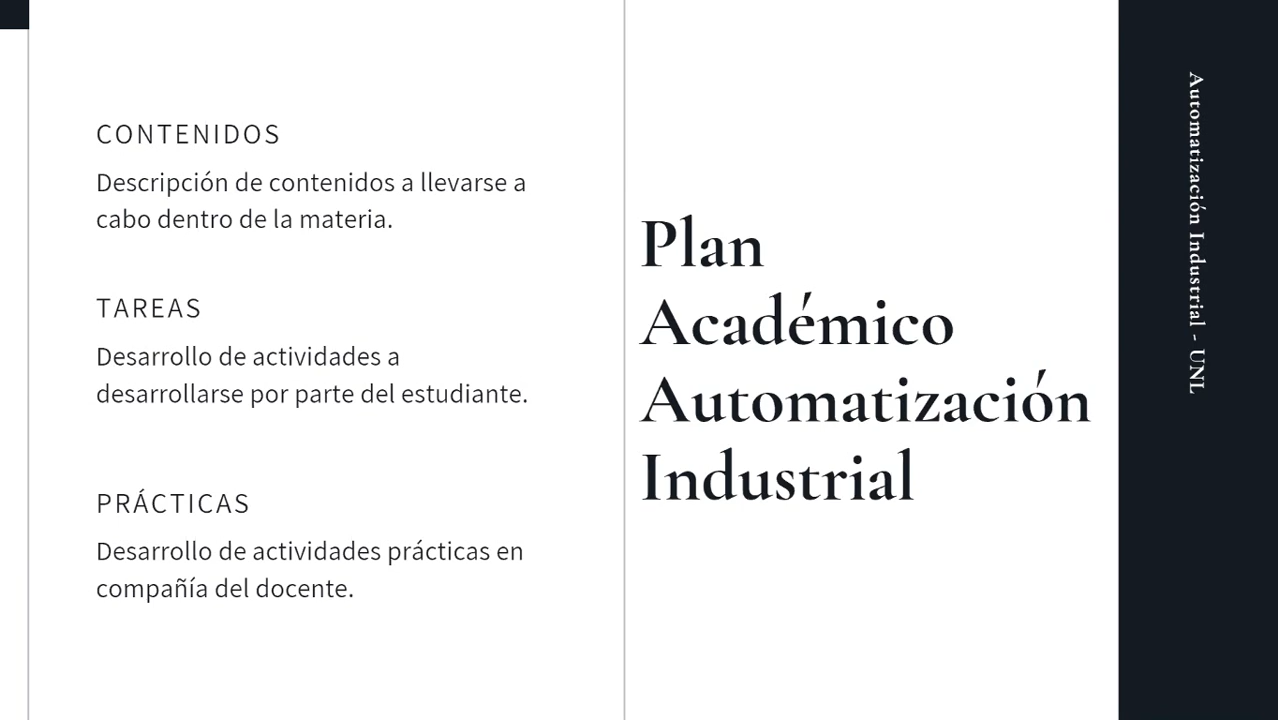 CONTENIDOS
Descripción de contenidos a llevarse a
cabo dentro de la materia.
TAREAS
Desarrollo de actividades a
desarrollarse por parte del estudiante.
PRÁCTICAS
Desarrollo de actividades prácticas en
compañía del docente.
Plan
Académico
Automatización
Industrial
Automatización Industrial - UNL